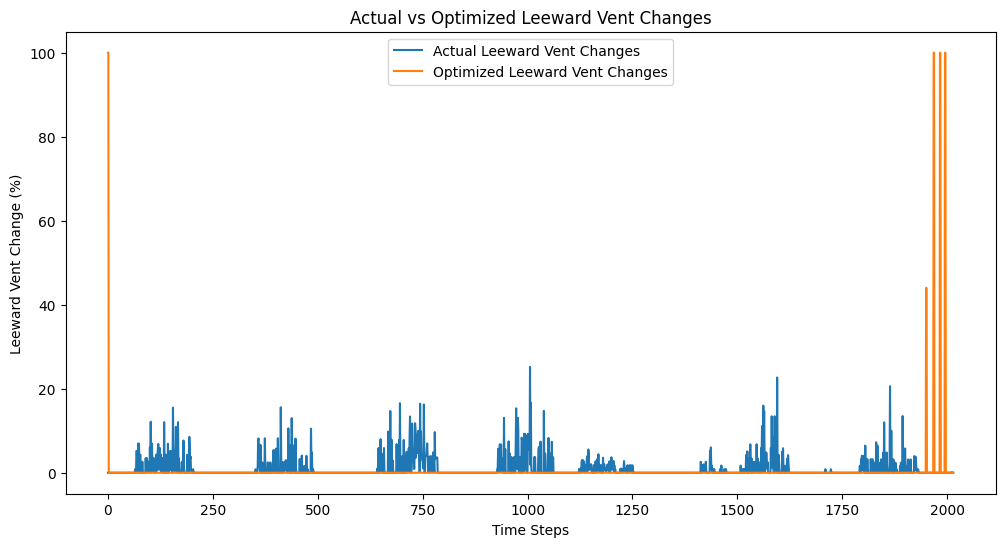 Actual vs Optimized Leeward Vent Changes
Actual Leeward Vent Changes
Optimized Leeward Vent Changes
Leeward Vent Change (%)
100
80
60
40
20
0
0 250 500 750 1000 1250 1500 1750 2000
Time Steps